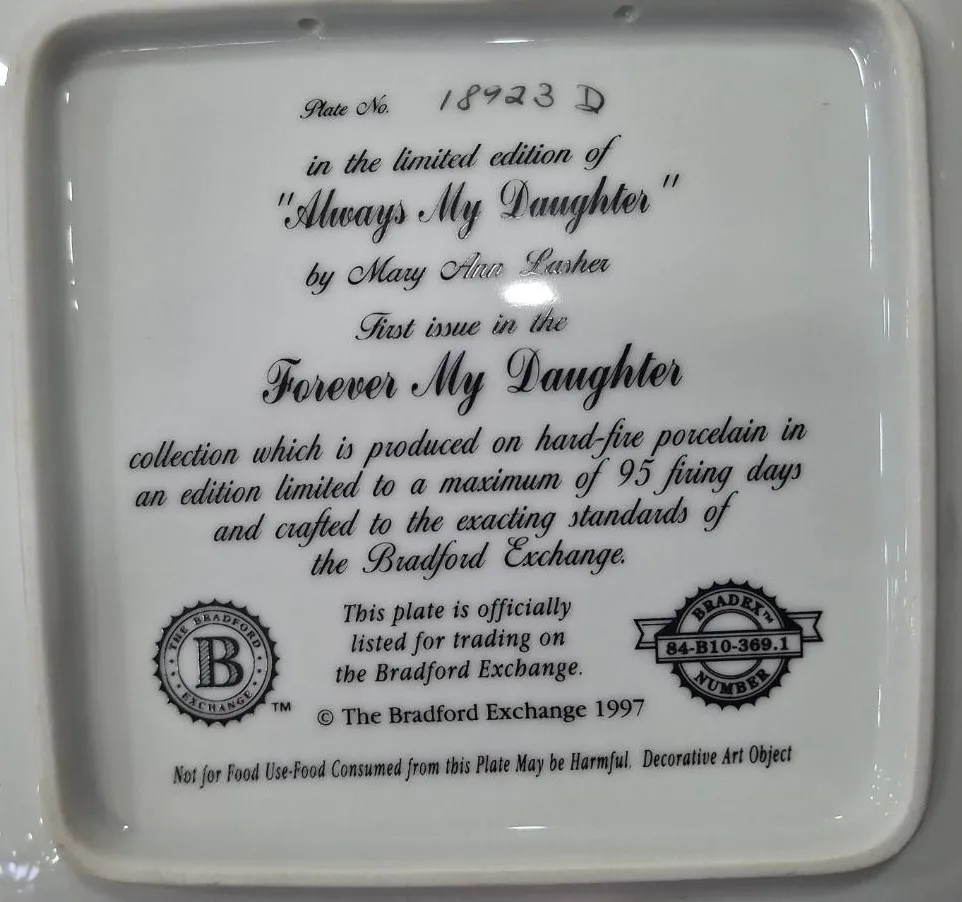 Plate No. 18923 D
in the limited edition of
"Always My Daughter"
by Mary Ann Lasher
First issue in the
Forever My Daughter
collection which is produced on hard-fire porcelain in
an edition limited to a maximum of 95 firing days
and crafted to the exacting standards of
the Bradford Exchange.
THE BRADFORD
B
EXCHANGE
TM
This plate is officially
listed for trading on
the Bradford Exchange.
BRADEX™
84-B10-369.1
NUMBER
© The Bradford Exchange 1997
Not for Food Use-Food Consumed from this Plate May be Harmful. Decorative Art Object